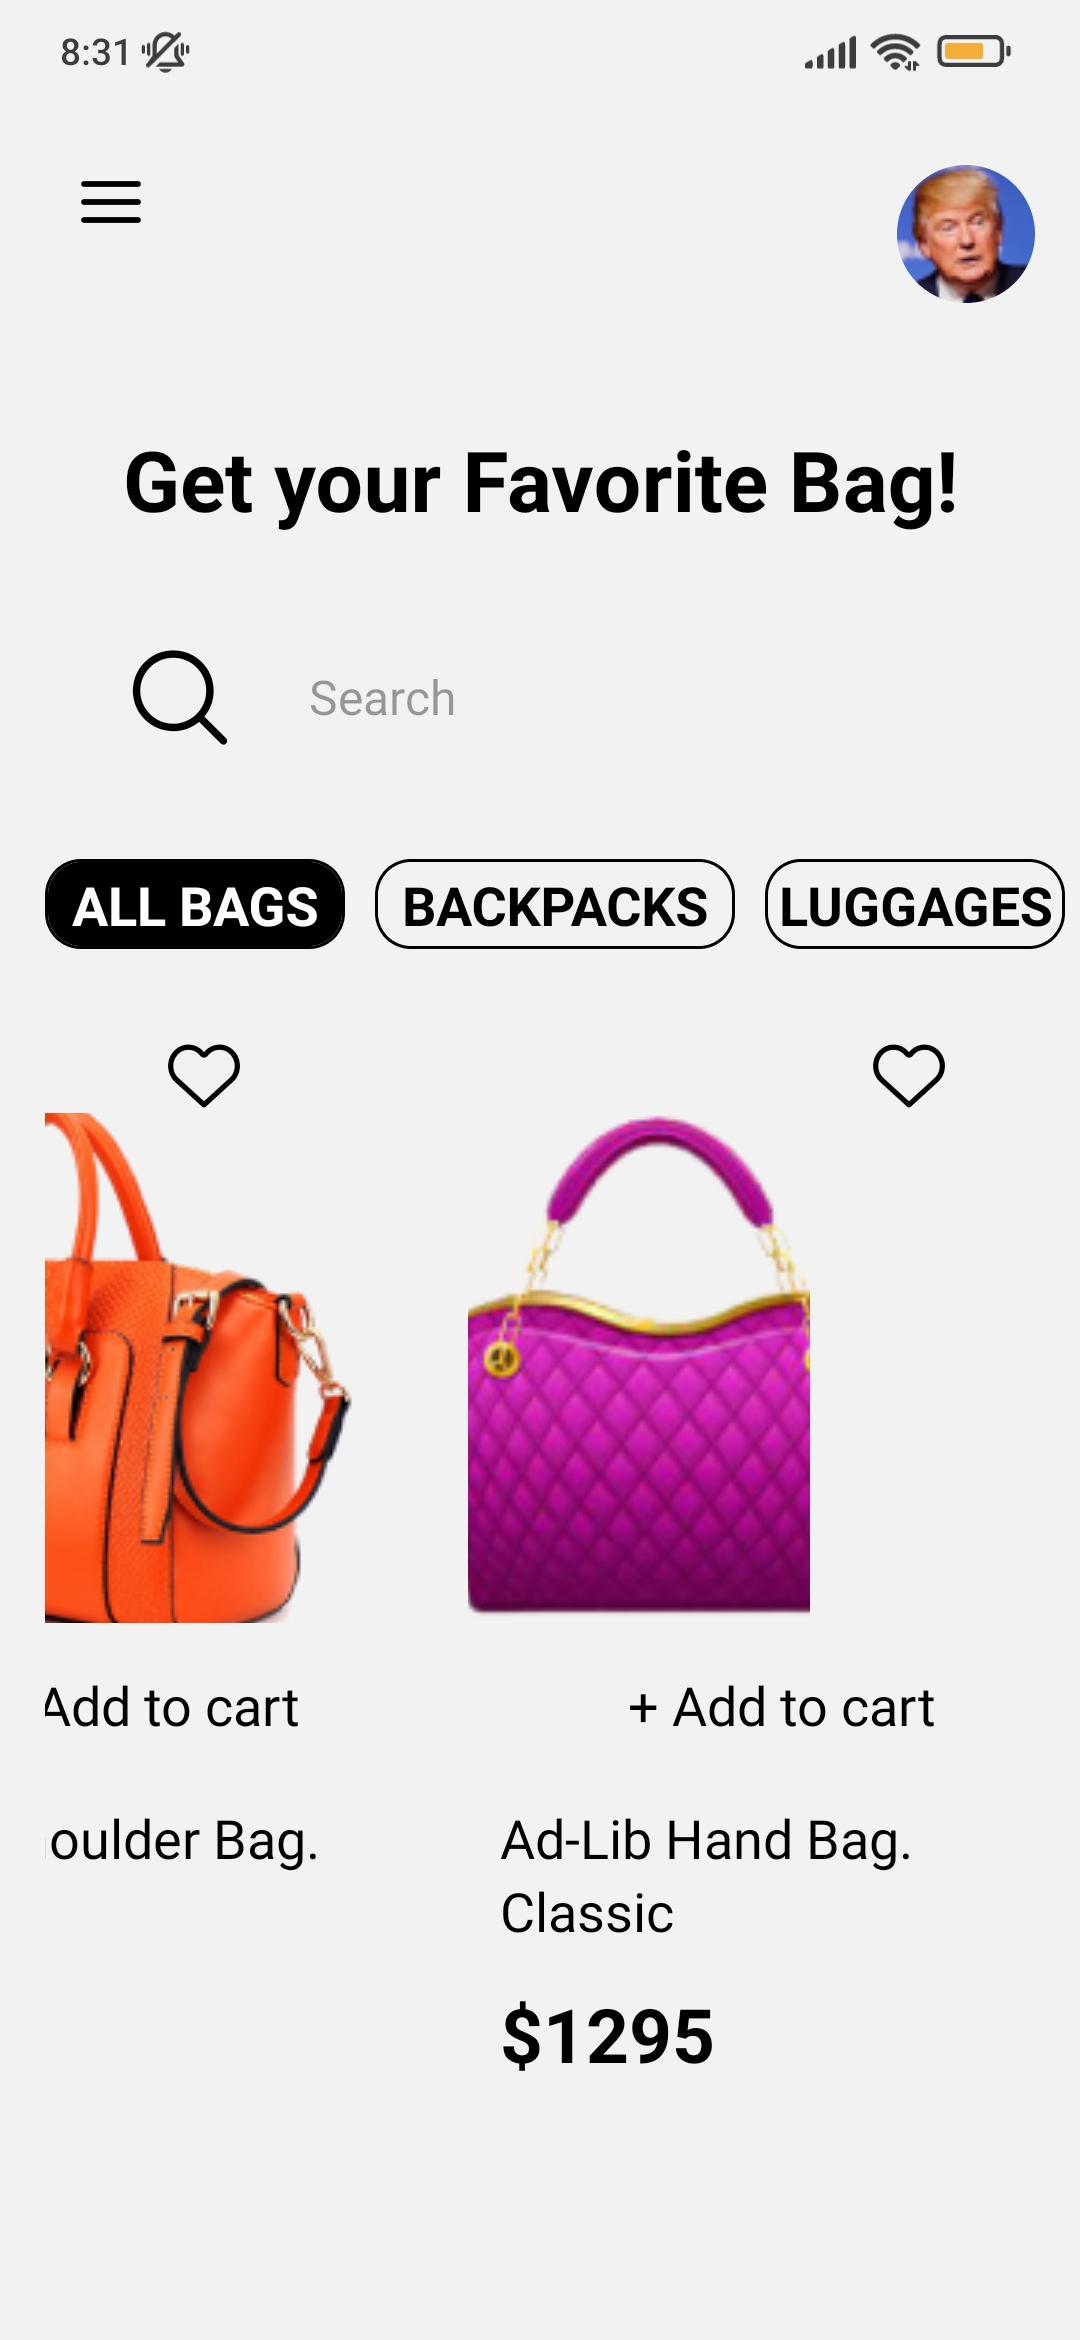 8:31
Get your Favorite Bag!
Search
ALL BAGS
BACKPACKS
LUGGAGES
Add to cart
+ Add to cart
oulder Bag.
Ad-Lib Hand Bag.
Classic
$1295